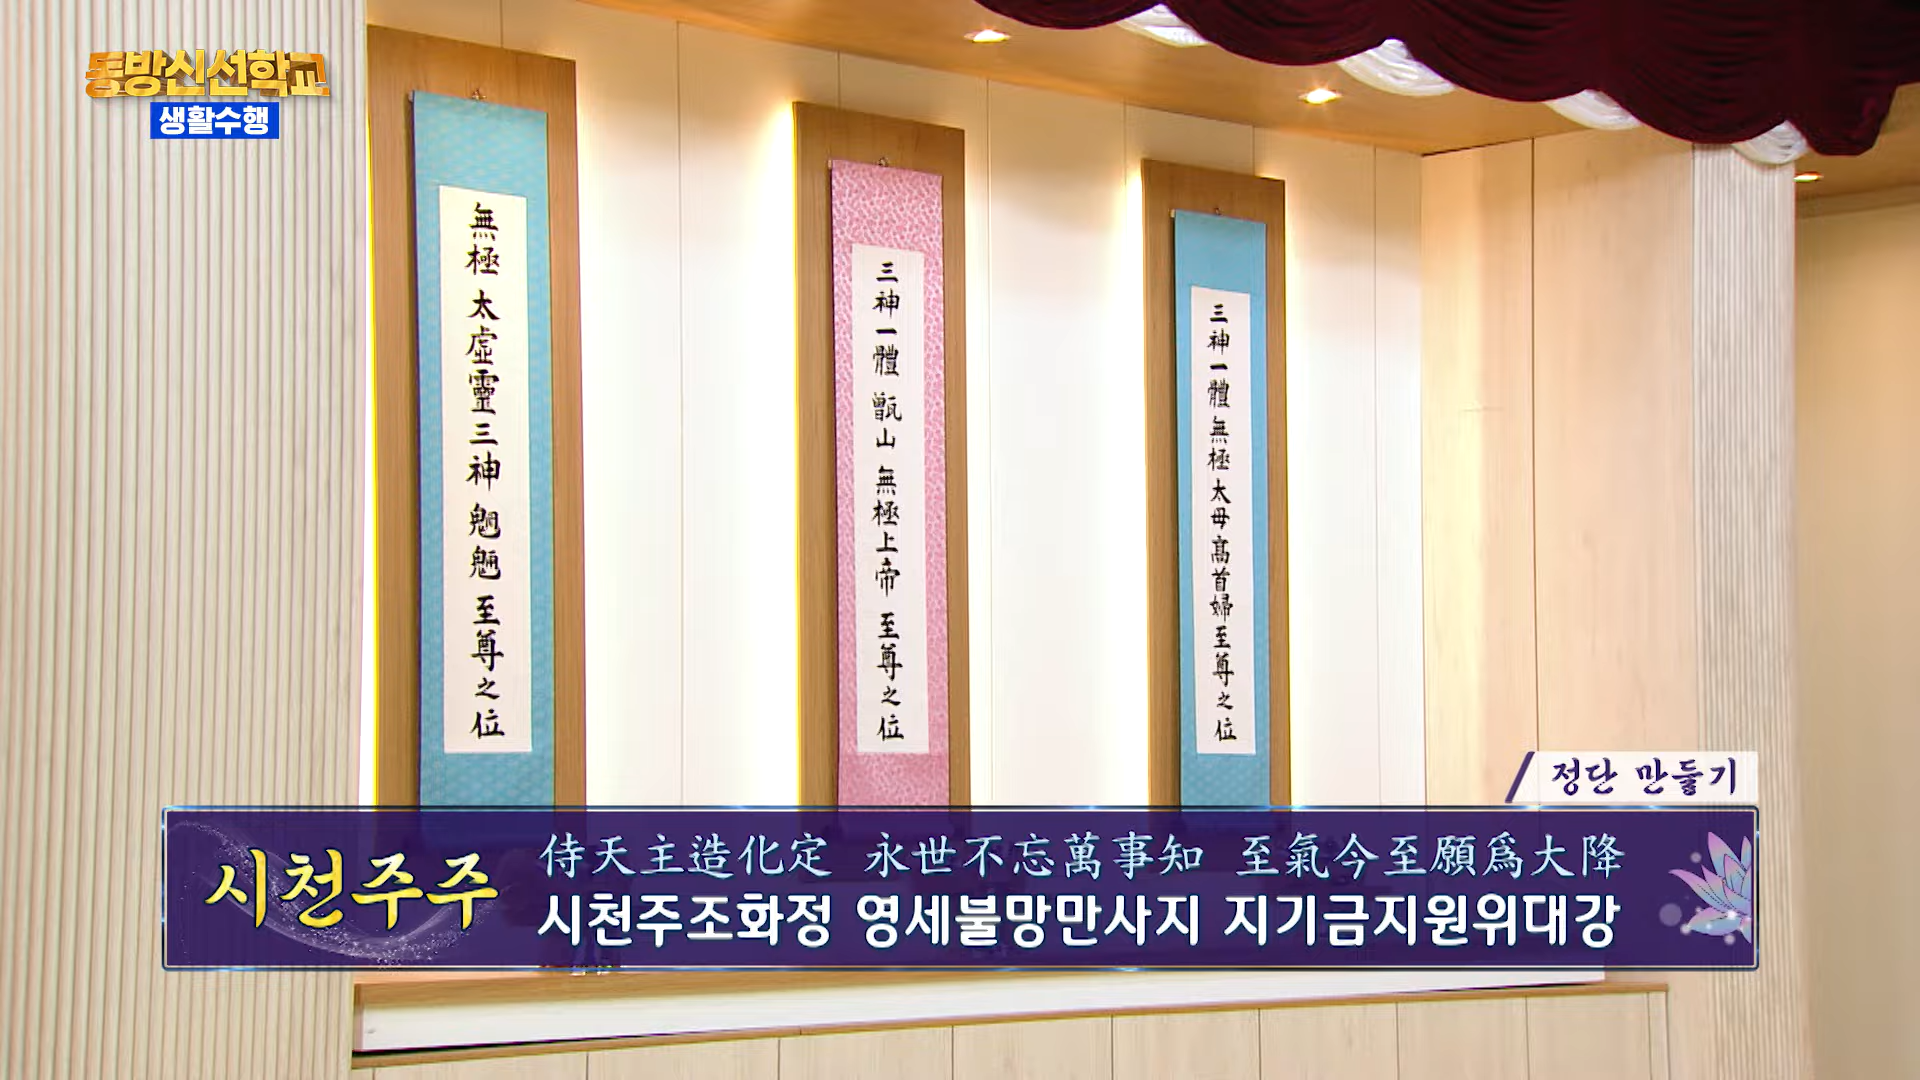 동방신선학교
생활수행
無極 太虛靈三神 魈魉 至尊之位
三神一體 甑山 無極上帝 至尊之位
三神一體 無極 太母高首婦 至尊之位
정단 만들기
시천주주
侍天主造化定 永世不忘萬事知 至氣今至願爲大降
시천주조화정 영세불망만사지 지기금지원위대강